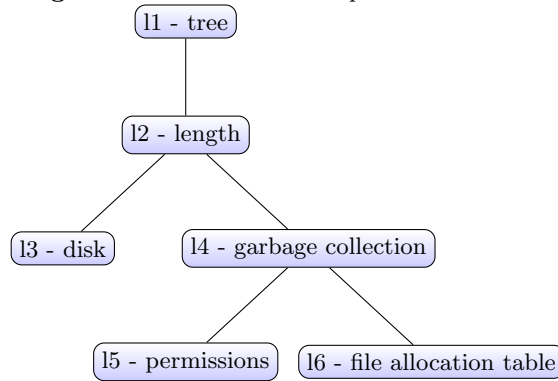 l1 - tree
l2 - length
l3 - disk
l4 - garbage collection
l5 - permissions
l6 - file allocation table